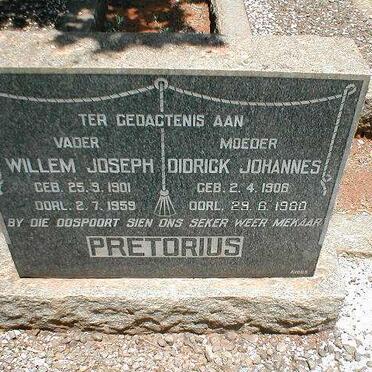 TER GEDACTENIS AAN
VADER MOEDER
WILLEM JOSEPH DIDRICK JOHANNES
GEB. 25.9.1901 GEB. 2.4.1908
OORL. 2.7.1959 OORL. 29.6.1980
BY DIE DOSPOORT SIEN ONS SEKER WEER MEKAAR
PRETORIUS